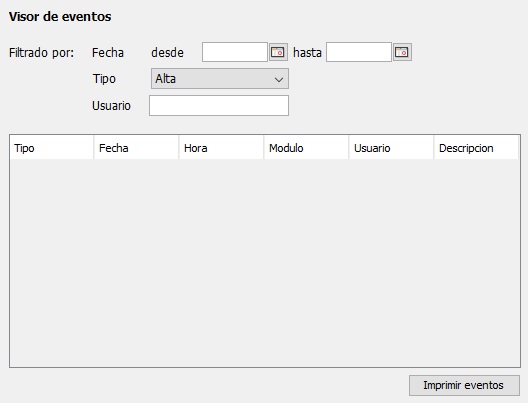 Visor de eventos
Filtrado por: Fecha desde hasta
Tipo Alta
Usuario
Tipo Fecha Hora Modulo Usuario Descripcion
Imprimir eventos